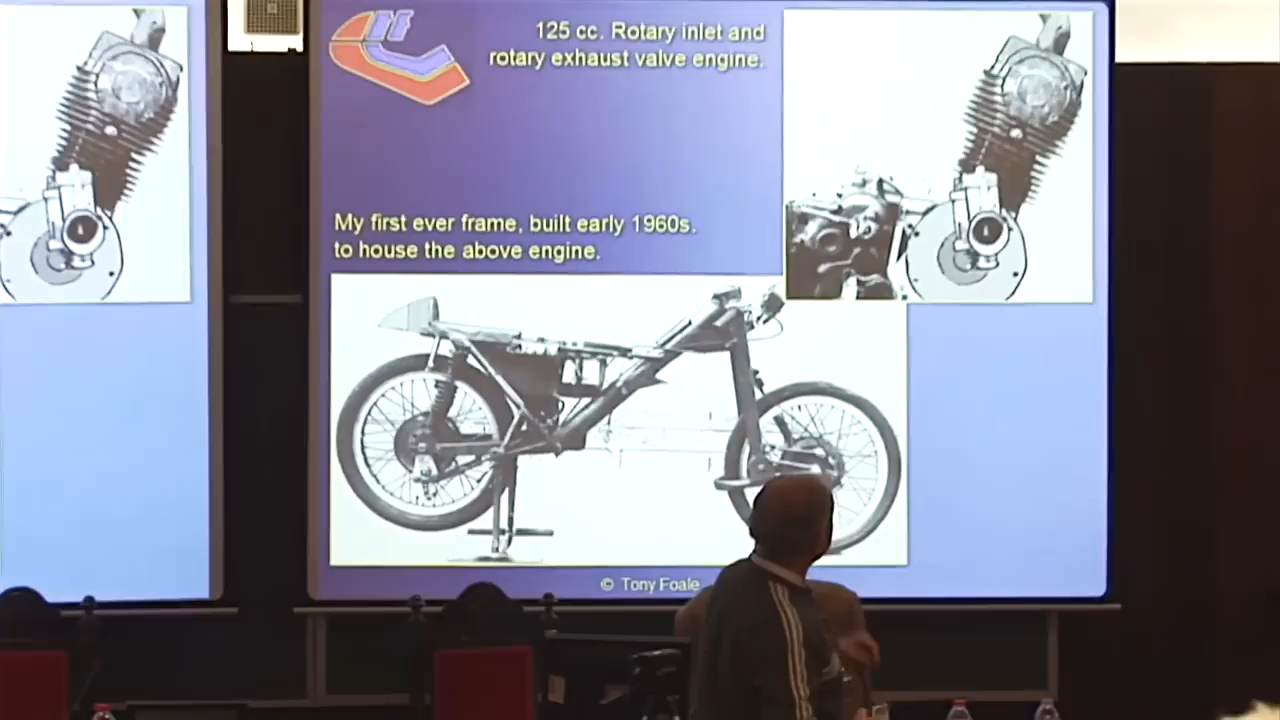 125 cc. Rotary inlet and
rotary exhaust valve engine.
My first ever frame, built early 1960s.
to house the above engine.
© Tony Foale